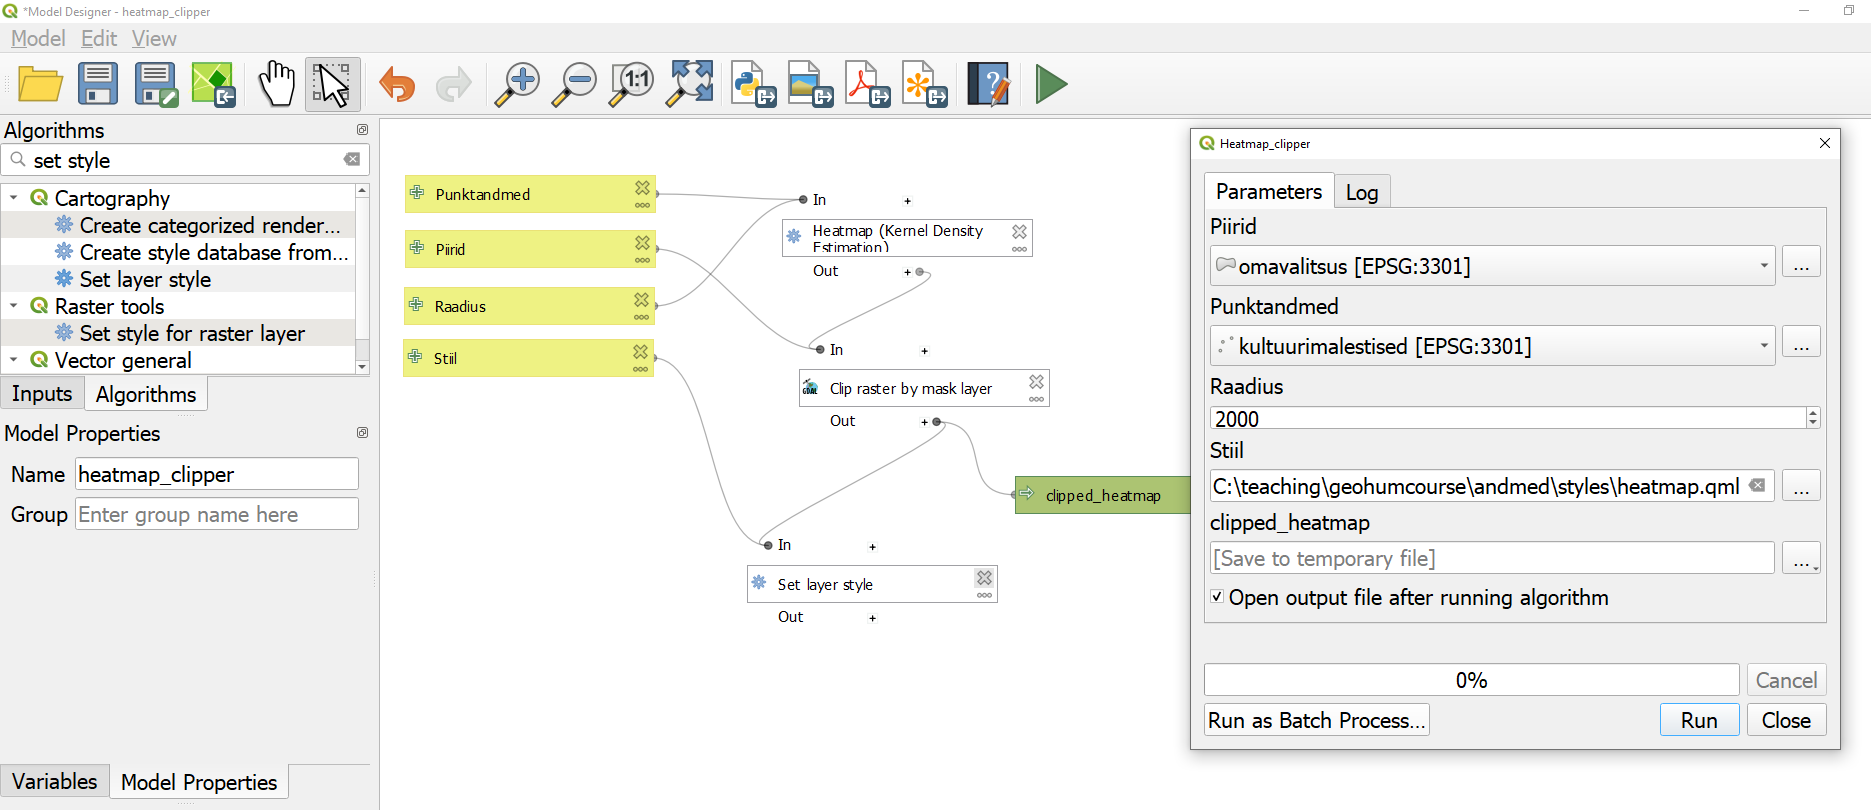 *Model Designer - heatmap_clipper
Model Edit View
1:1
Algorithms
set style
Cartography
Create categorized render...
Create style database from...
Set layer style
Raster tools
Set style for raster layer
Vector general
Inputs Algorithms
Model Properties
Name heatmap_clipper
Group Enter group name here
Variables Model Properties
Punktandmed
Piirid
Raadius
Stiil
In
Heatmap (Kernel Density
Estimation)
Out
In
GDAL
Clip raster by mask layer
Out
clipped_heatmap
In
Set layer style
Out
Heatmap_clipper
Parameters Log
Piirid
omavalitsus [EPSG:3301]
...
Punktandmed
kultuurimalestised [EPSG:3301]
...
Raadius
2000
Stiil
C:\teaching\geohumcourse\andmed\styles\heatmap.qml
...
clipped_heatmap
[Save to temporary file]
...
Open output file after running algorithm
0%
Cancel
Run as Batch Process...
Run
Close